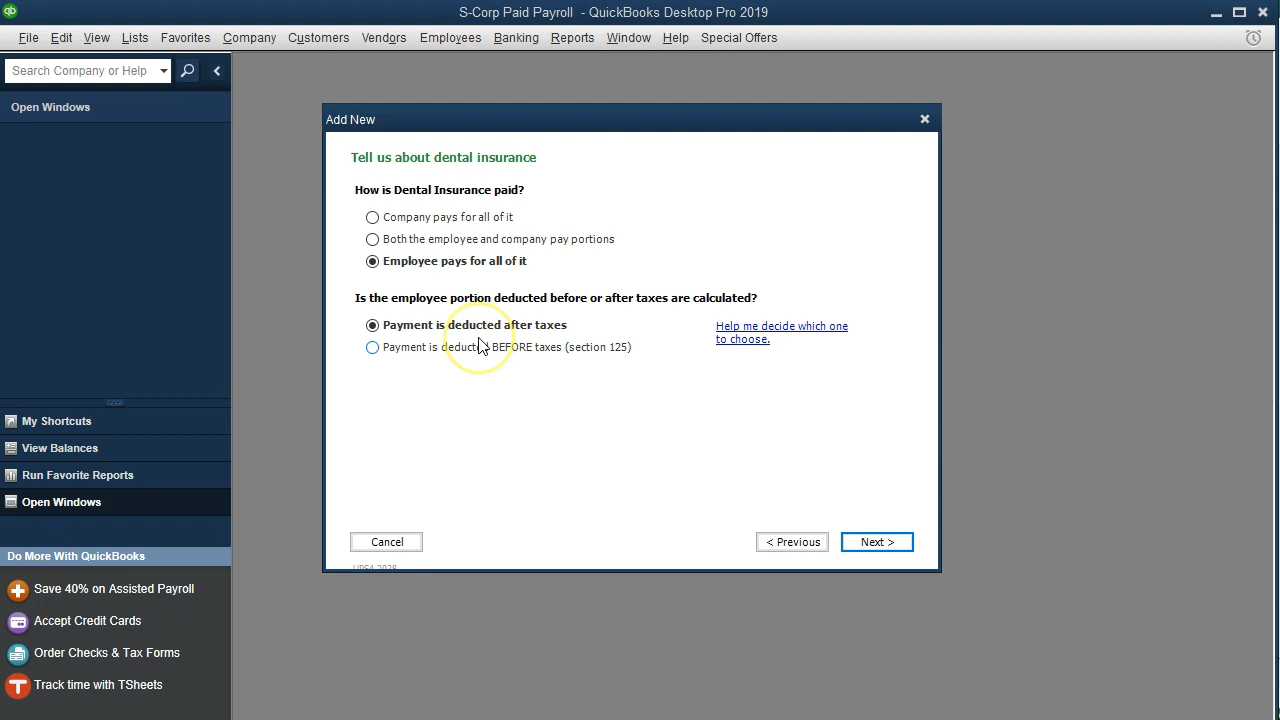 S-Corp Paid Payroll - QuickBooks Desktop Pro 2019
File Edit View Lists Favorites Company Customers Vendors Employees Banking Reports Window Help Special Offers
Search Company or Help
Open Windows
My Shortcuts
View Balances
Run Favorite Reports
Open Windows
Do More With QuickBooks
Save 40% on Assisted Payroll
Accept Credit Cards
Order Checks & Tax Forms
Track time with TSheets
Add New
Tell us about dental insurance
How is Dental Insurance paid?
Company pays for all of it
Both the employee and company pay portions
Employee pays for all of it
Is the employee portion deducted before or after taxes are calculated?
Payment is deducted after taxes
Payment is deducted BEFORE taxes (section 125)
Help me decide which one
to choose.
Cancel
< Previous
Next >